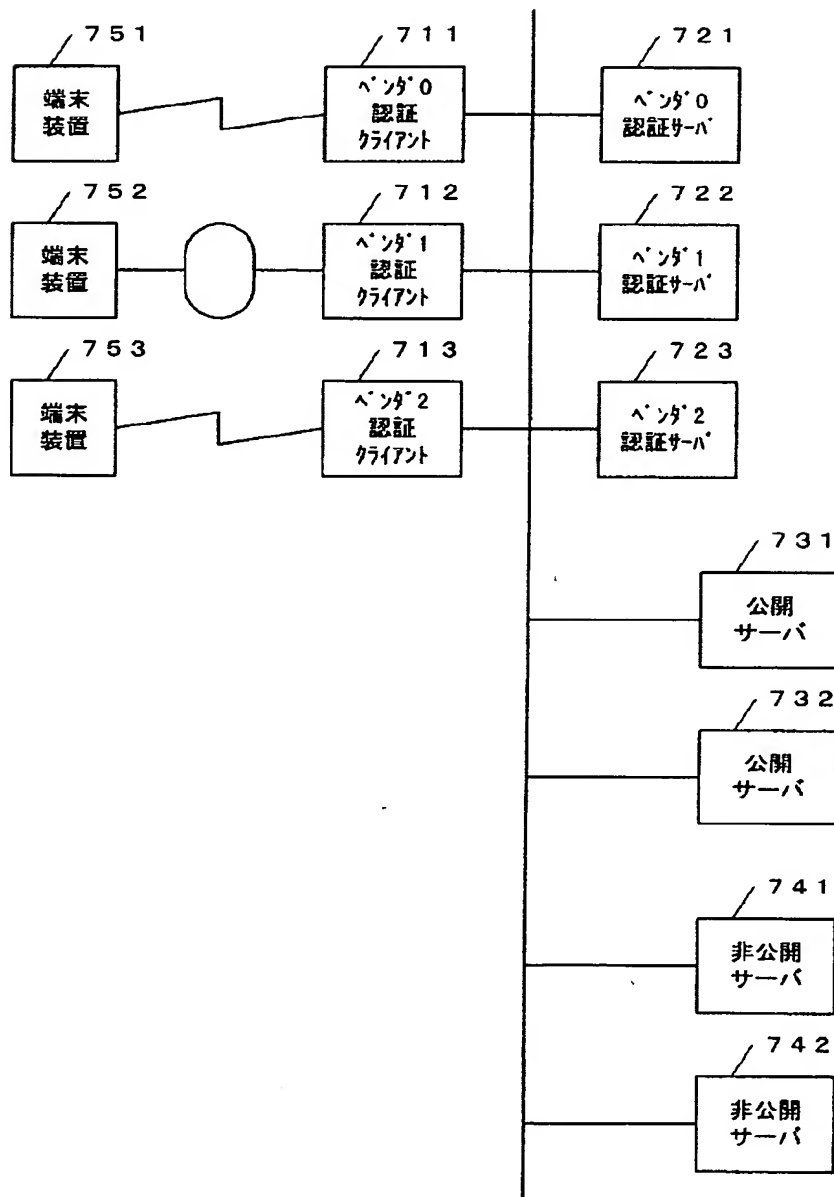 ７５１
７１１
７２１
端末
装置
ﾍﾞﾝﾀﾞ０
認証
ｸﾗｲｱﾝﾄ
ﾍﾞﾝﾀﾞ０
認証ｻｰﾊﾞ
７５２
７１２
７２２
端末
装置
ﾍﾞﾝﾀﾞ１
認証
ｸﾗｲｱﾝﾄ
ﾍﾞﾝﾀﾞ１
認証ｻｰﾊﾞ
７５３
７１３
７２３
端末
装置
ﾍﾞﾝﾀﾞ２
認証
ｸﾗｲｱﾝﾄ
ﾍﾞﾝﾀﾞ２
認証ｻｰﾊﾞ
７３１
公開
サーバ
７３２
公開
サーバ
７４１
非公開
サーバ
７４２
非公開
サーバ